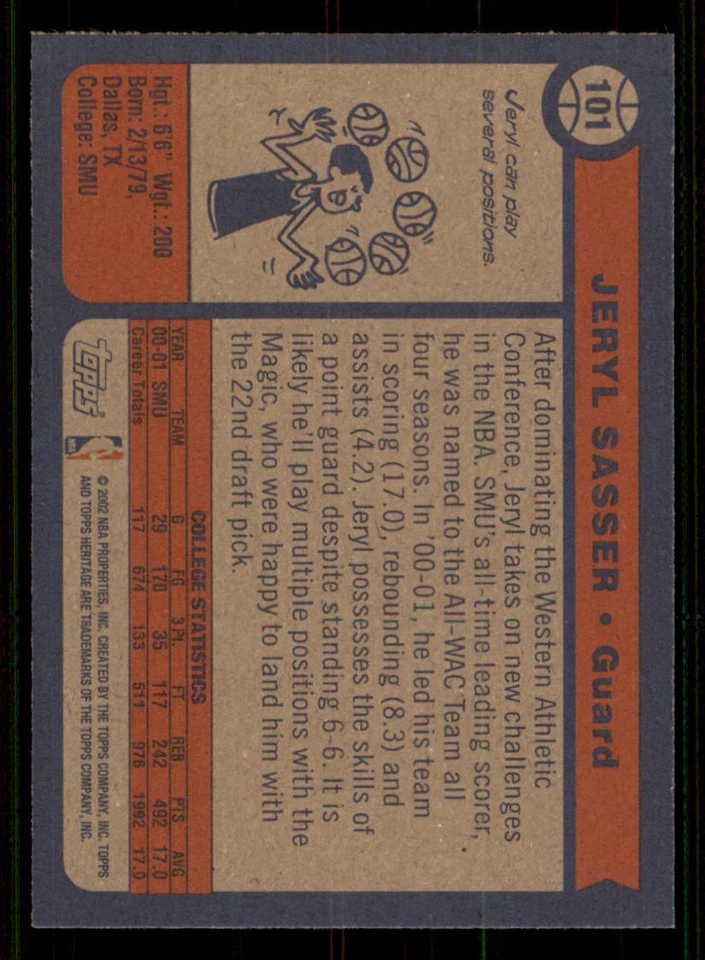 101
JERYL SASSER • Guard
Jeryl can play
several positions.
Hgt.: 6'6" Wgt.: 200
Born: 2/13/79,
Dallas, TX
College: SMU
After dominating the Western Athletic
Conference, Jeryl takes on new challenges
in the NBA. SMU's all-time leading scorer,
he was named to the All-WAC Team all
four seasons. In '00-01, he led his team
in scoring (17.0), rebounding (8.3) and
assists (4.2). Jeryl possesses the skills of
a point guard despite standing 6-6. It is
likely he'll play multiple positions with the
Magic, who were happy to land him with
the 22nd draft pick.
COLLEGE STATISTICS
YEAR TEAM G FG 3 Pt. FT REB PTS AVG
00-01 SMU 29 170 35 117 242 492 17.0
Career Totals 117 674 133 511 976 1992 17.0
topps
© 2002 NBA PROPERTIES, INC. CREATED BY THE TOPPS COMPANY, INC. TOPPS
AND TOPPS HERITAGE ARE TRADEMARKS OF THE TOPPS COMPANY, INC.